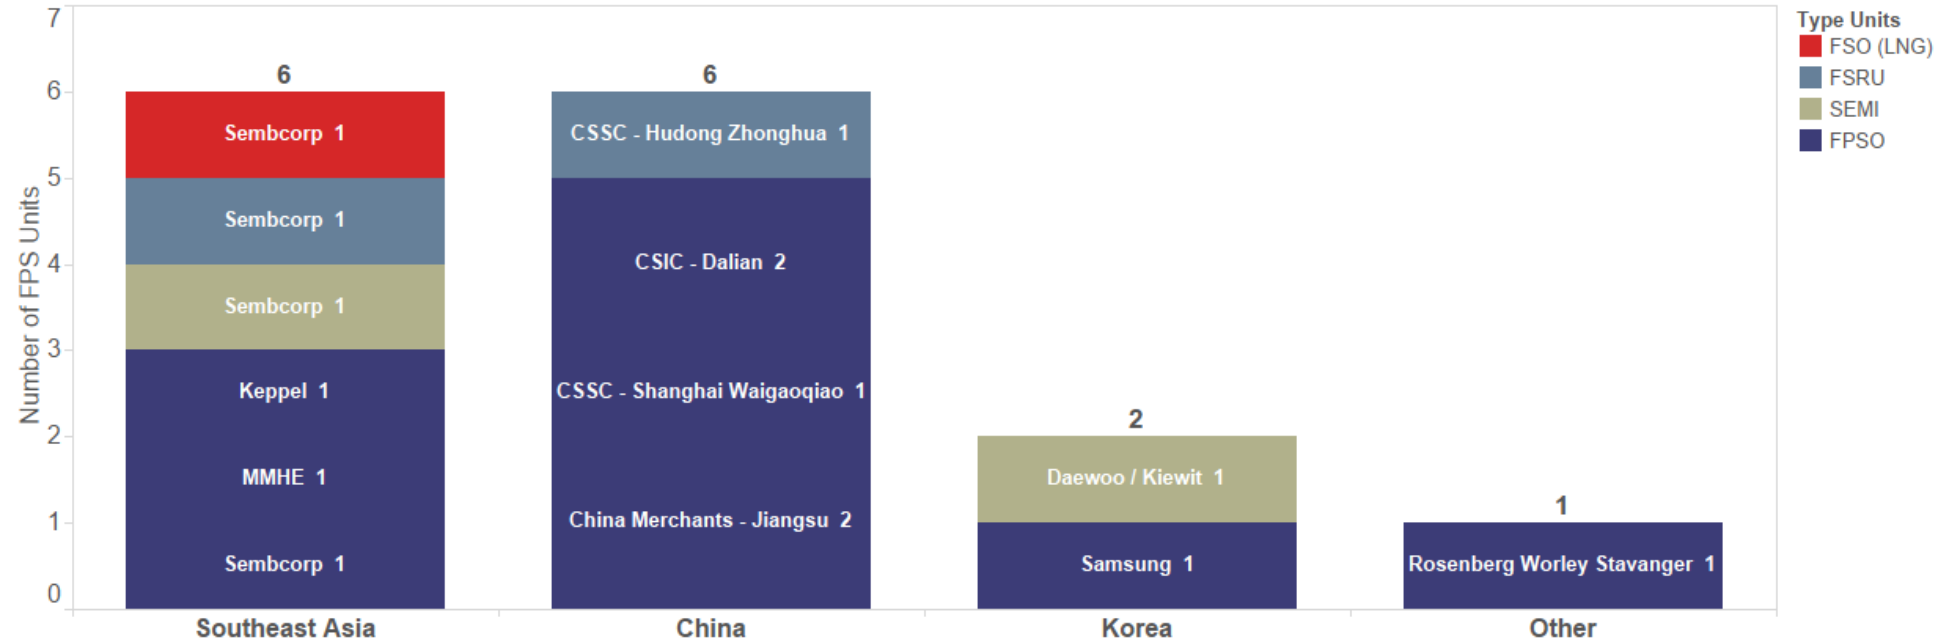 7
6
5
4
3
2
1
0
Number of FPS Units
6
Sembcorp 1
Sembcorp 1
Sembcorp 1
Keppel 1
MMHE 1
Sembcorp 1
Southeast Asia
6
CSSC - Hudong Zhonghua 1
CSIC - Dalian 2
CSSC - Shanghai Waigaoqiao 1
China Merchants - Jiangsu 2
China
2
Daewoo / Kiewit 1
Samsung 1
Korea
1
Rosenberg Worley Stavanger 1
Other
Type Units
FSO (LNG)
FSRU
SEMI
FPSO